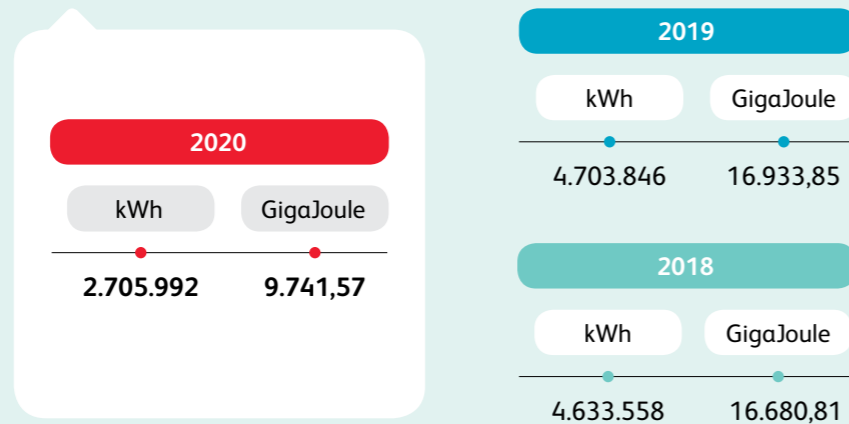 2020
kWh GigaJoule
2.705.992 9.741,57
2019
kWh GigaJoule
4.703.846 16.933,85
2018
kWh GigaJoule
4.633.558 16.680,81